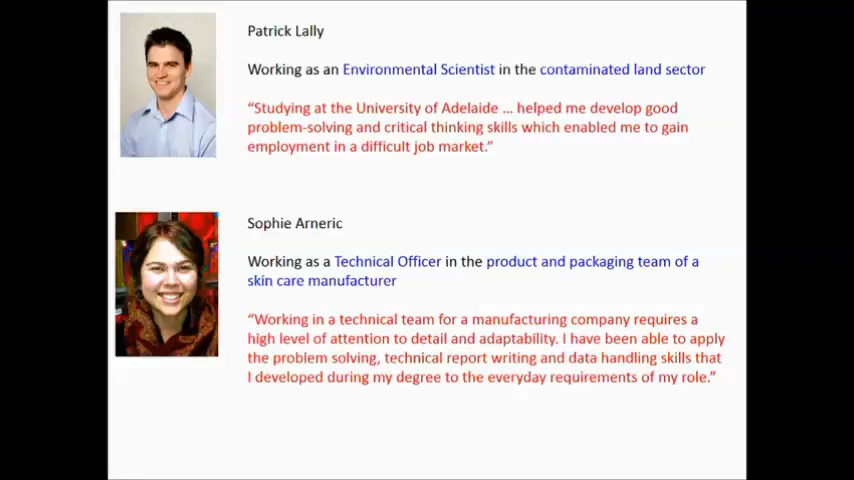 Patrick Lally
Working as an Environmental Scientist in the contaminated land sector
“Studying at the University of Adelaide ... helped me develop good
problem-solving and critical thinking skills which enabled me to gain
employment in a difficult job market.”
Sophie Arneric
Working as a Technical Officer in the product and packaging team of a
skin care manufacturer
“Working in a technical team for a manufacturing company requires a
high level of attention to detail and adaptability. I have been able to apply
the problem solving, technical report writing and data handling skills that
I developed during my degree to the everyday requirements of my role.”